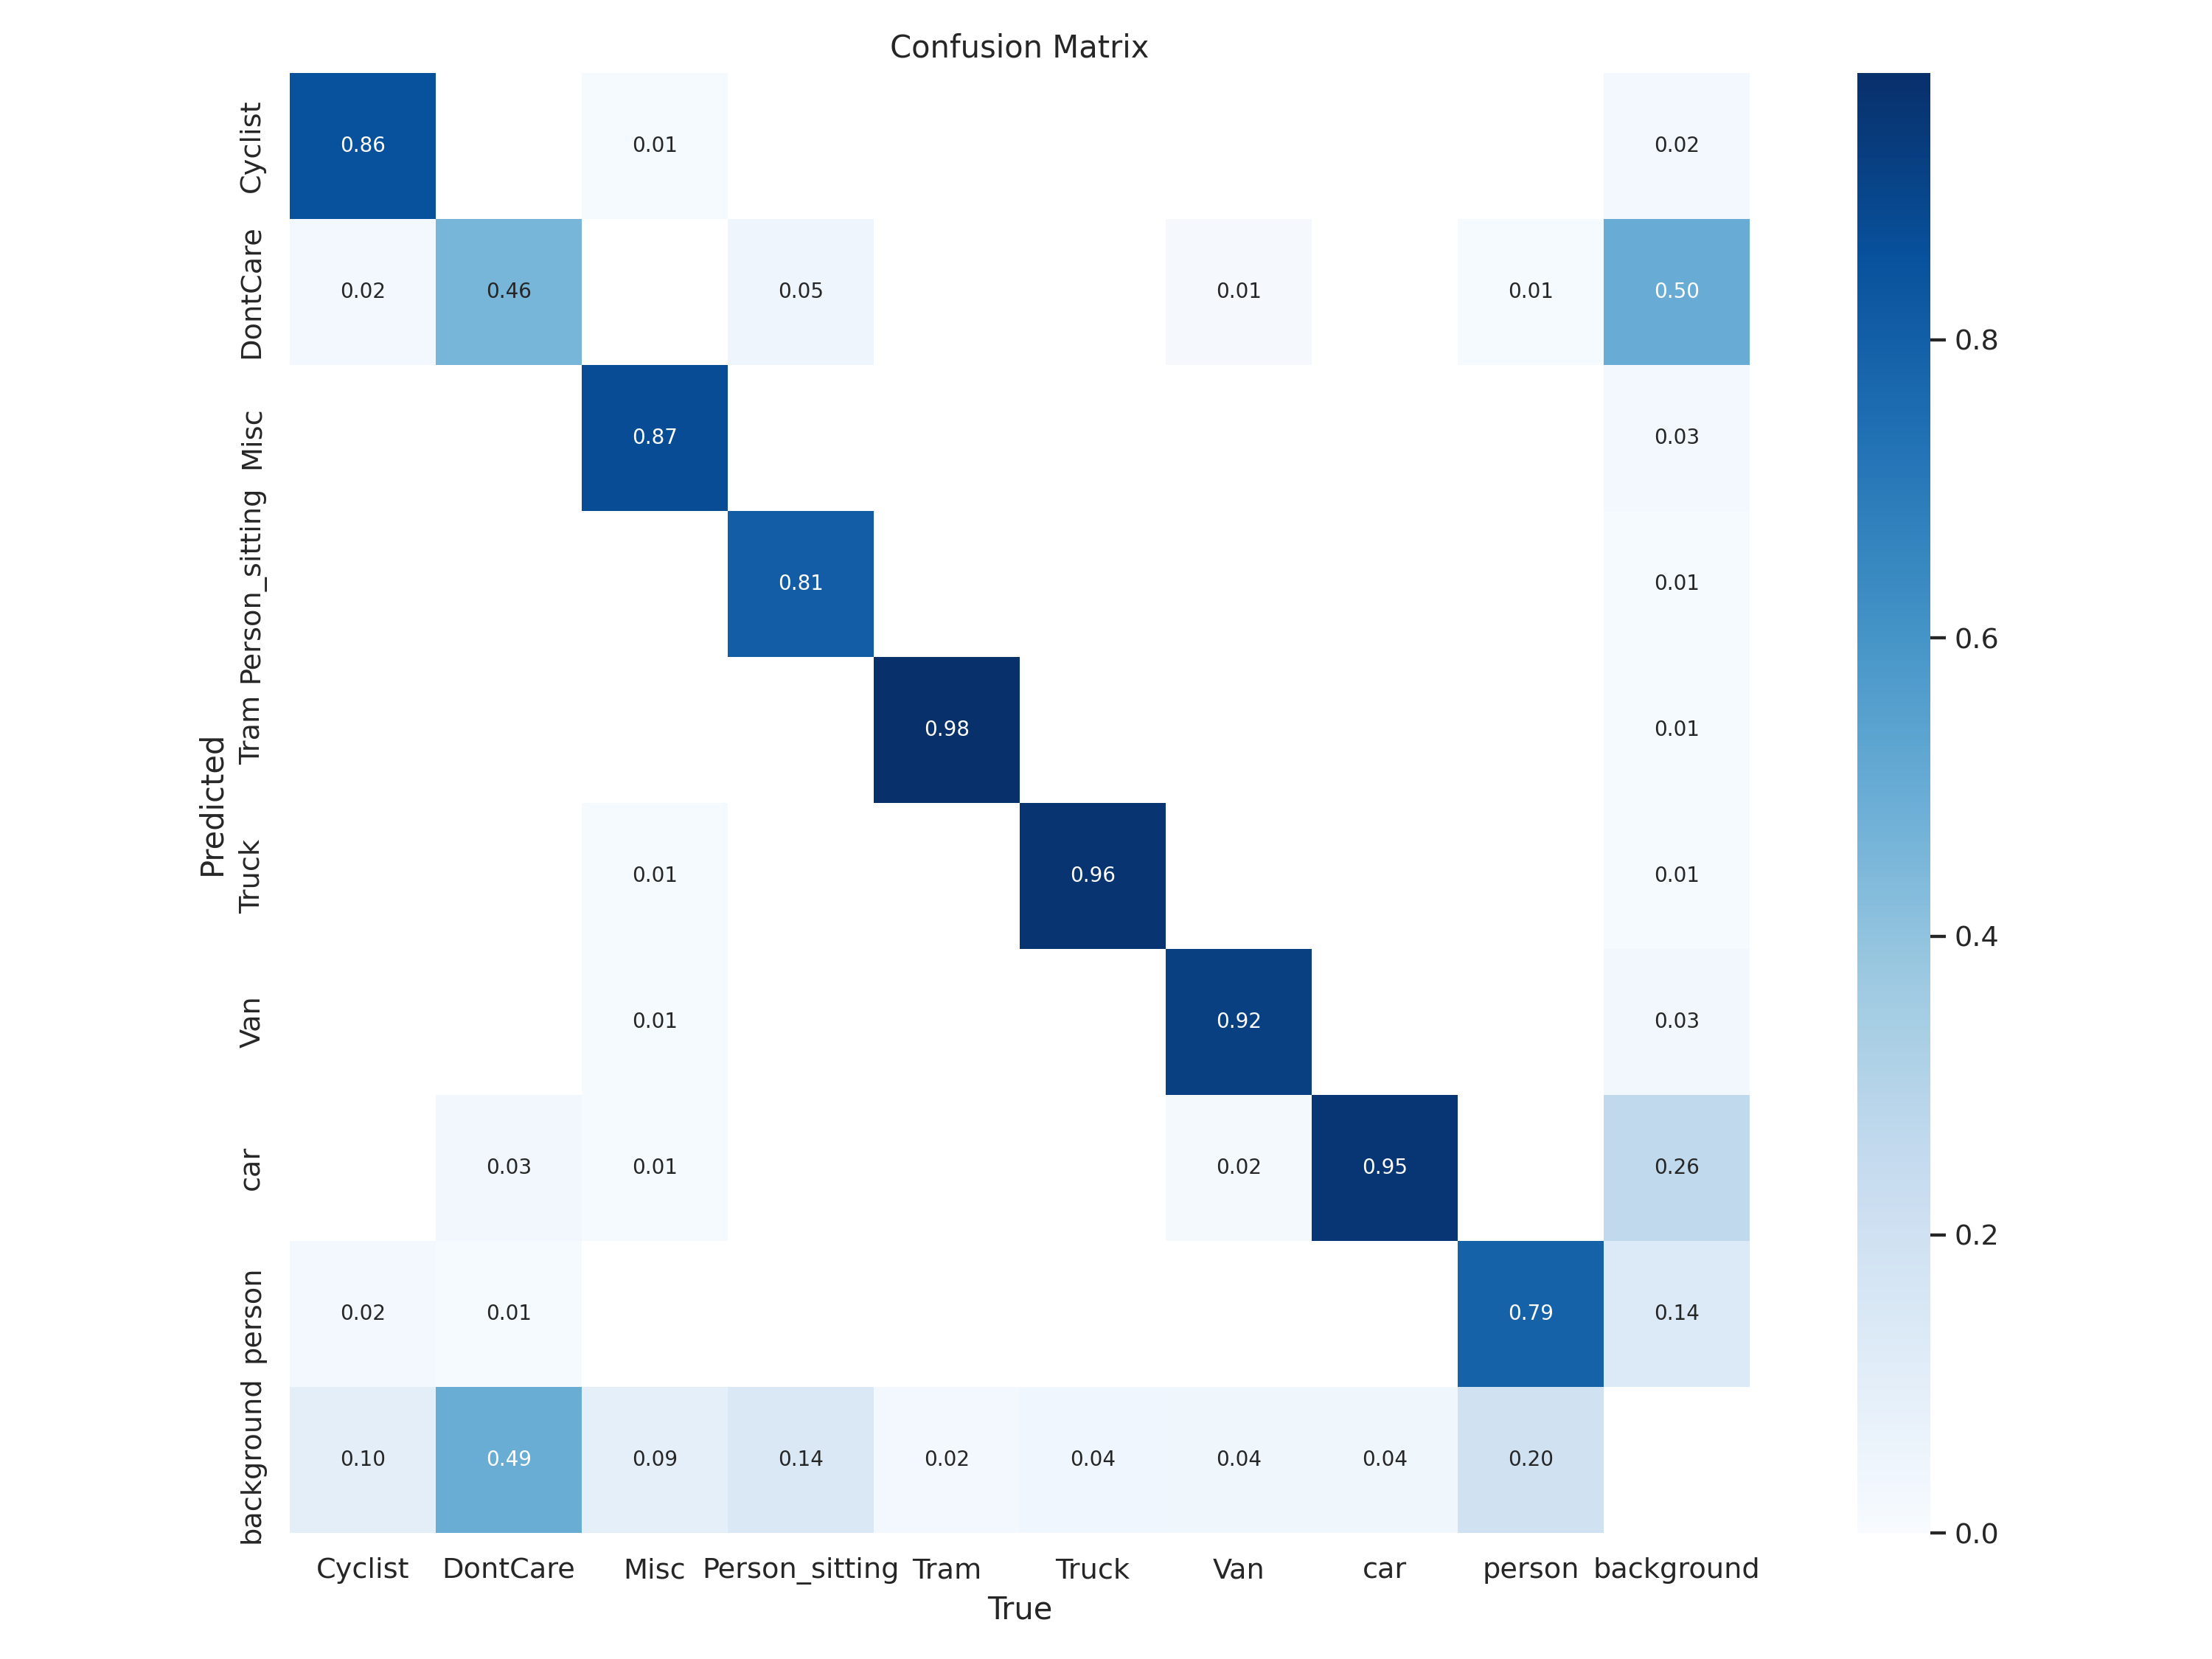 Confusion Matrix
Cyclist
0.86
0.01
0.02
DontCare
0.02
0.46
0.05
0.01
0.01
0.50
Misc
0.87
0.03
Person_sitting
0.81
0.01
Tram
0.98
0.01
Truck
0.01
0.96
0.01
Van
0.01
0.92
0.03
car
0.03
0.01
0.02
0.95
0.26
person
0.02
0.01
0.79
0.14
background
0.10
0.49
0.09
0.14
0.02
0.04
0.04
0.04
0.20
Predicted
Cyclist
DontCare
Misc
Person_sitting
Tram
Truck
Van
car
person
background
True
0.8
0.6
0.4
0.2
0.0